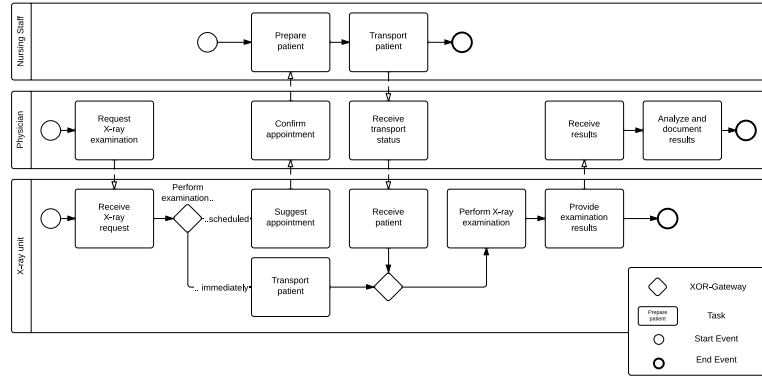 Nursing Staff
Prepare
patient
Transport
patient
Physician
Request
X-ray
examination
Confirm
appointment
Receive
transport
status
Receive
results
Analyze and
document
results
X-ray unit
Receive
X-ray
request
Perform
examination..
..scheduled
.. immediately
Suggest
appointment
Transport
patient
Receive
patient
Perform X-ray
examination
Provide
examination
results
XOR-Gateway
Prepare
patient
Task
Start Event
End Event